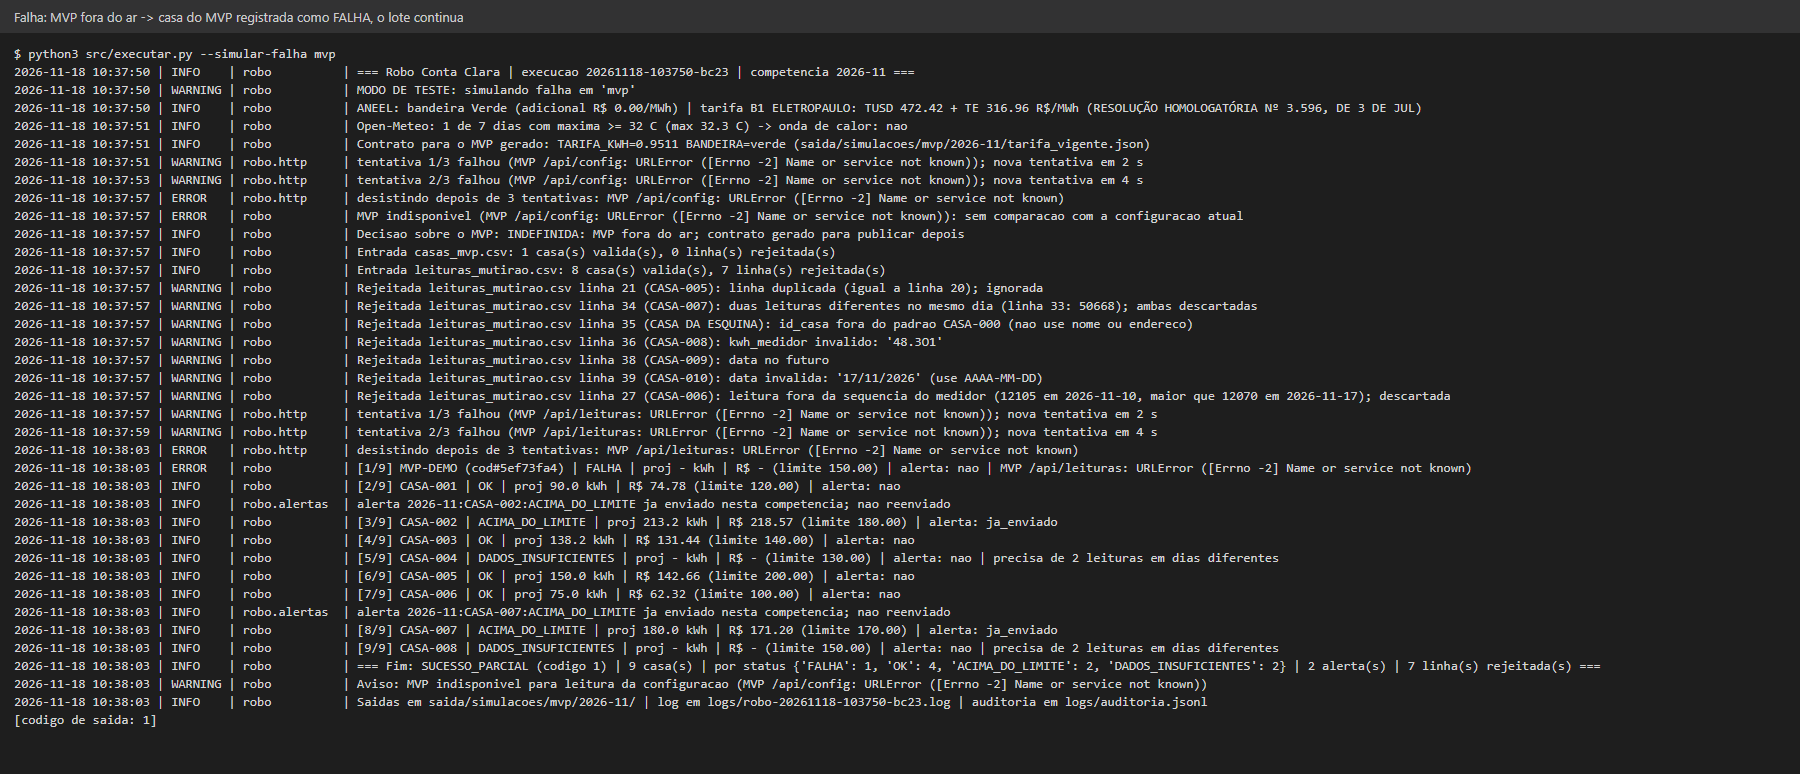 Falha: MVP fora do ar -> casa do MVP registrada como FALHA, o lote continua
$ python3 src/executar.py --simular-falha mvp
2026-11-18 10:37:50 | INFO    | robo          | === Robo Conta Clara | execucao 20261118-103750-bc23 | competencia 2026-11 ===
2026-11-18 10:37:50 | WARNING | robo          | MODO DE TESTE: simulando falha em 'mvp'
2026-11-18 10:37:50 | INFO    | robo          | ANEEL: bandeira Verde (adicional R$ 0.00/MWh) | tarifa B1 ELETROPAULO: TUSD 472.42 + TE 316.96 R$/MWh (RESOLUÇÃO HOMOLOGATÓRIA Nº 3.596, DE 3 DE JUL)
2026-11-18 10:37:51 | INFO    | robo          | Open-Meteo: 1 de 7 dias com maxima >= 32 C (max 32.3 C) -> onda de calor: nao
2026-11-18 10:37:51 | INFO    | robo          | Contrato para o MVP gerado: TARIFA_KWH=0.9511 BANDEIRA=verde (saida/simulacoes/mvp/2026-11/tarifa_vigente.json)
2026-11-18 10:37:51 | WARNING | robo.http     | tentativa 1/3 falhou (MVP /api/config: URLError ([Errno -2] Name or service not known)); nova tentativa em 2 s
2026-11-18 10:37:53 | WARNING | robo.http     | tentativa 2/3 falhou (MVP /api/config: URLError ([Errno -2] Name or service not known)); nova tentativa em 4 s
2026-11-18 10:37:57 | ERROR   | robo.http     | desistindo depois de 3 tentativas: MVP /api/config: URLError ([Errno -2] Name or service not known)
2026-11-18 10:37:57 | ERROR   | robo          | MVP indisponivel (MVP /api/config: URLError ([Errno -2] Name or service not known)): sem comparacao com a configuracao atual
2026-11-18 10:37:57 | INFO    | robo          | Decisao sobre o MVP: INDEFINIDA: MVP fora do ar; contrato gerado para publicar depois
2026-11-18 10:37:57 | INFO    | robo          | Entrada casas_mvp.csv: 1 casa(s) valida(s), 0 linha(s) rejeitada(s)
2026-11-18 10:37:57 | INFO    | robo          | Entrada leituras_mutirao.csv: 8 casa(s) valida(s), 7 linha(s) rejeitada(s)
2026-11-18 10:37:57 | WARNING | robo          | Rejeitada leituras_mutirao.csv linha 21 (CASA-005): linha duplicada (igual a linha 20); ignorada
2026-11-18 10:37:57 | WARNING | robo          | Rejeitada leituras_mutirao.csv linha 34 (CASA-007): duas leituras diferentes no mesmo dia (linha 33: 50668); ambas descartadas
2026-11-18 10:37:57 | WARNING | robo          | Rejeitada leituras_mutirao.csv linha 35 (CASA DA ESQUINA): id_casa fora do padrao CASA-000 (nao use nome ou endereco)
2026-11-18 10:37:57 | WARNING | robo          | Rejeitada leituras_mutirao.csv linha 36 (CASA-008): kwh_medidor invalido: '48.3O1'
2026-11-18 10:37:57 | WARNING | robo          | Rejeitada leituras_mutirao.csv linha 38 (CASA-009): data no futuro
2026-11-18 10:37:57 | WARNING | robo          | Rejeitada leituras_mutirao.csv linha 39 (CASA-010): data invalida: '17/11/2026' (use AAAA-MM-DD)
2026-11-18 10:37:57 | WARNING | robo          | Rejeitada leituras_mutirao.csv linha 27 (CASA-006): leitura fora da sequencia do medidor (12105 em 2026-11-10, maior que 12070 em 2026-11-17); descartada
2026-11-18 10:37:57 | WARNING | robo.http     | tentativa 1/3 falhou (MVP /api/leituras: URLError ([Errno -2] Name or service not known)); nova tentativa em 2 s
2026-11-18 10:37:59 | WARNING | robo.http     | tentativa 2/3 falhou (MVP /api/leituras: URLError ([Errno -2] Name or service not known)); nova tentativa em 4 s
2026-11-18 10:38:03 | ERROR   | robo.http     | desistindo depois de 3 tentativas: MVP /api/leituras: URLError ([Errno -2] Name or service not known)
2026-11-18 10:38:03 | ERROR   | robo          | [1/9] MVP-DEMO (cod#5ef73fa4) | FALHA | proj - kWh | R$ - (limite 150.00) | alerta: nao | MVP /api/leituras: URLError ([Errno -2] Name or service not known)
2026-11-18 10:38:03 | INFO    | robo          | [2/9] CASA-001 | OK | proj 90.0 kWh | R$ 74.78 (limite 120.00) | alerta: nao
2026-11-18 10:38:03 | INFO    | robo.alertas  | alerta 2026-11:CASA-002:ACIMA_DO_LIMITE ja enviado nesta competencia; nao reenviado
2026-11-18 10:38:03 | INFO    | robo          | [3/9] CASA-002 | ACIMA_DO_LIMITE | proj 213.2 kWh | R$ 218.57 (limite 180.00) | alerta: ja_enviado
2026-11-18 10:38:03 | INFO    | robo          | [4/9] CASA-003 | OK | proj 138.2 kWh | R$ 131.44 (limite 140.00) | alerta: nao
2026-11-18 10:38:03 | INFO    | robo          | [5/9] CASA-004 | DADOS_INSUFICIENTES | proj - kWh | R$ - (limite 130.00) | alerta: nao | precisa de 2 leituras em dias diferentes
2026-11-18 10:38:03 | INFO    | robo          | [6/9] CASA-005 | OK | proj 150.0 kWh | R$ 142.66 (limite 200.00) | alerta: nao
2026-11-18 10:38:03 | INFO    | robo          | [7/9] CASA-006 | OK | proj 75.0 kWh | R$ 62.32 (limite 100.00) | alerta: nao
2026-11-18 10:38:03 | INFO    | robo.alertas  | alerta 2026-11:CASA-007:ACIMA_DO_LIMITE ja enviado nesta competencia; nao reenviado
2026-11-18 10:38:03 | INFO    | robo          | [8/9] CASA-007 | ACIMA_DO_LIMITE | proj 180.0 kWh | R$ 171.20 (limite 170.00) | alerta: ja_enviado
2026-11-18 10:38:03 | INFO    | robo          | [9/9] CASA-008 | DADOS_INSUFICIENTES | proj - kWh | R$ - (limite 150.00) | alerta: nao | precisa de 2 leituras em dias diferentes
2026-11-18 10:38:03 | INFO    | robo          | === Fim: SUCESSO_PARCIAL (codigo 1) | 9 casa(s) | por status {'FALHA': 1, 'OK': 4, 'ACIMA_DO_LIMITE': 2, 'DADOS_INSUFICIENTES': 2} | 2 alerta(s) | 7 linha(s) rejeitada(s) ===
2026-11-18 10:38:03 | WARNING | robo          | Aviso: MVP indisponivel para leitura da configuracao (MVP /api/config: URLError ([Errno -2] Name or service not known))
2026-11-18 10:38:03 | INFO    | robo          | Saidas em saida/simulacoes/mvp/2026-11/ | log em logs/robo-20261118-103750-bc23.log | auditoria em logs/auditoria.jsonl
[codigo de saida: 1]